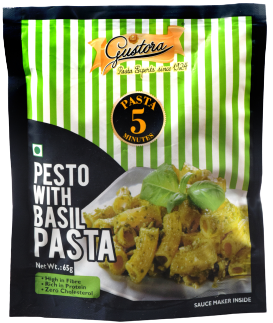 Gustora
Pasta Experts since 1924
PASTA
5
MINUTES
PESTO
WITH
BASIL
PASTA
Net Wt.: 65g
• High in Fibre
• Rich in Protein
• Zero Cholestrol
SAUCE MAKER INSIDE